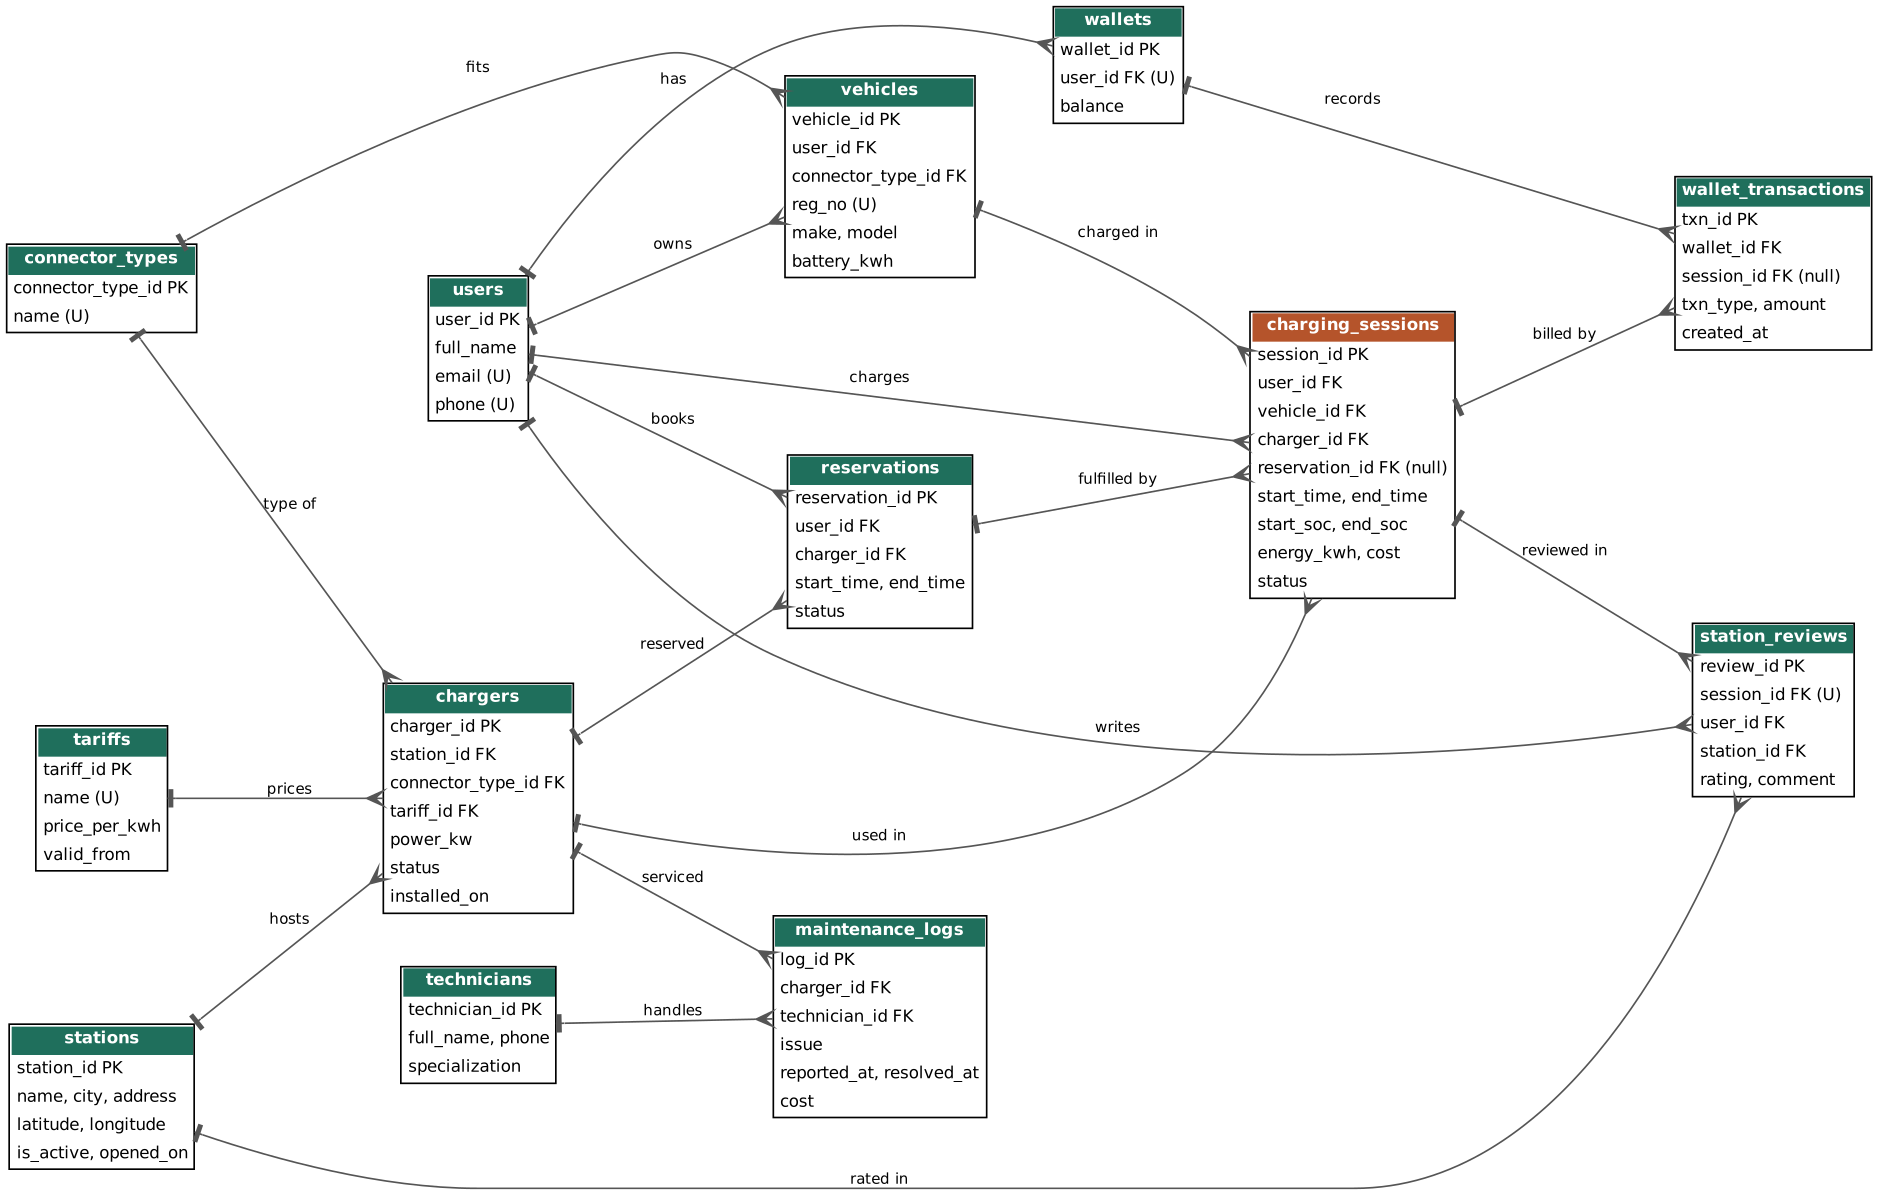 wallets
wallet_id PK
user_id FK (U)
balance
fits
has
vehicles
vehicle_id PK
user_id FK
connector_type_id FK
reg_no (U)
make, model
battery_kwh
records
wallet_transactions
txn_id PK
wallet_id FK
session_id FK (null)
txn_type, amount
created_at
connector_types
connector_type_id PK
name (U)
users
user_id PK
full_name
email (U)
phone (U)
owns
charged in
charges
books
billed by
charging_sessions
session_id PK
user_id FK
vehicle_id FK
charger_id FK
reservation_id FK (null)
start_time, end_time
start_soc, end_soc
energy_kwh, cost
status
type of
reservations
reservation_id PK
user_id FK
charger_id FK
start_time, end_time
status
fulfilled by
reviewed in
reserved
writes
station_reviews
review_id PK
session_id FK (U)
user_id FK
station_id FK
rating, comment
chargers
charger_id PK
station_id FK
connector_type_id FK
tariff_id FK
power_kw
status
installed_on
tariffs
tariff_id PK
name (U)
price_per_kwh
valid_from
prices
used in
serviced
hosts
maintenance_logs
log_id PK
charger_id FK
technician_id FK
issue
reported_at, resolved_at
cost
technicians
technician_id PK
full_name, phone
specialization
handles
stations
station_id PK
name, city, address
latitude, longitude
is_active, opened_on
rated in